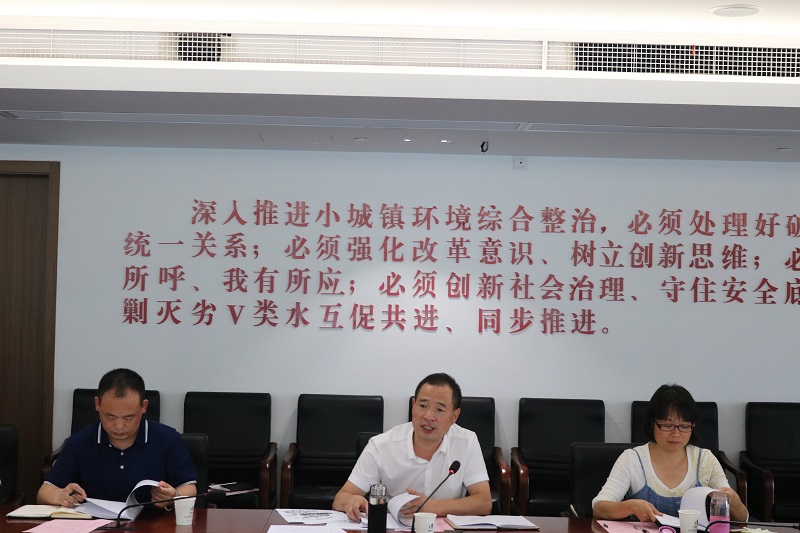 深入推进小城镇环境综合整治，必须处理好破
统一关系；必须强化改革意识、树立创新思维；必
所呼、我有所应；必须创新社会治理、守住安全底
剿灭劣V类水互促共进、同步推进。